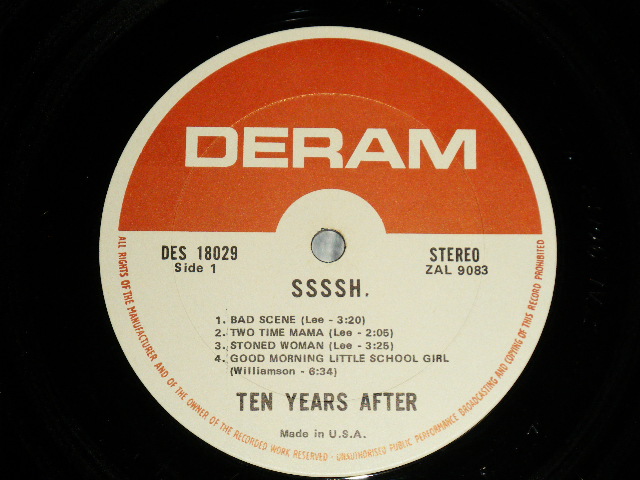 DERAM
DES 18029
Side 1
STEREO
ZAL 9083
SSSSH.
1. BAD SCENE (Lee - 3:20)
2. TWO TIME MAMA (Lee - 2:05)
3. STONED WOMAN (Lee - 3:25)
4. GOOD MORNING LITTLE SCHOOL GIRL
(Williamson - 6:34)
TEN YEARS AFTER
Made in U.S.A.
ALL RIGHTS OF THE MANUFACTURER AND OF THE OWNER OF THE RECORDED WORK RESERVED - UNAUTHORISED PUBLIC PERFORMANCE BROADCASTING AND COPYING OF THIS RECORD PROHIBITED